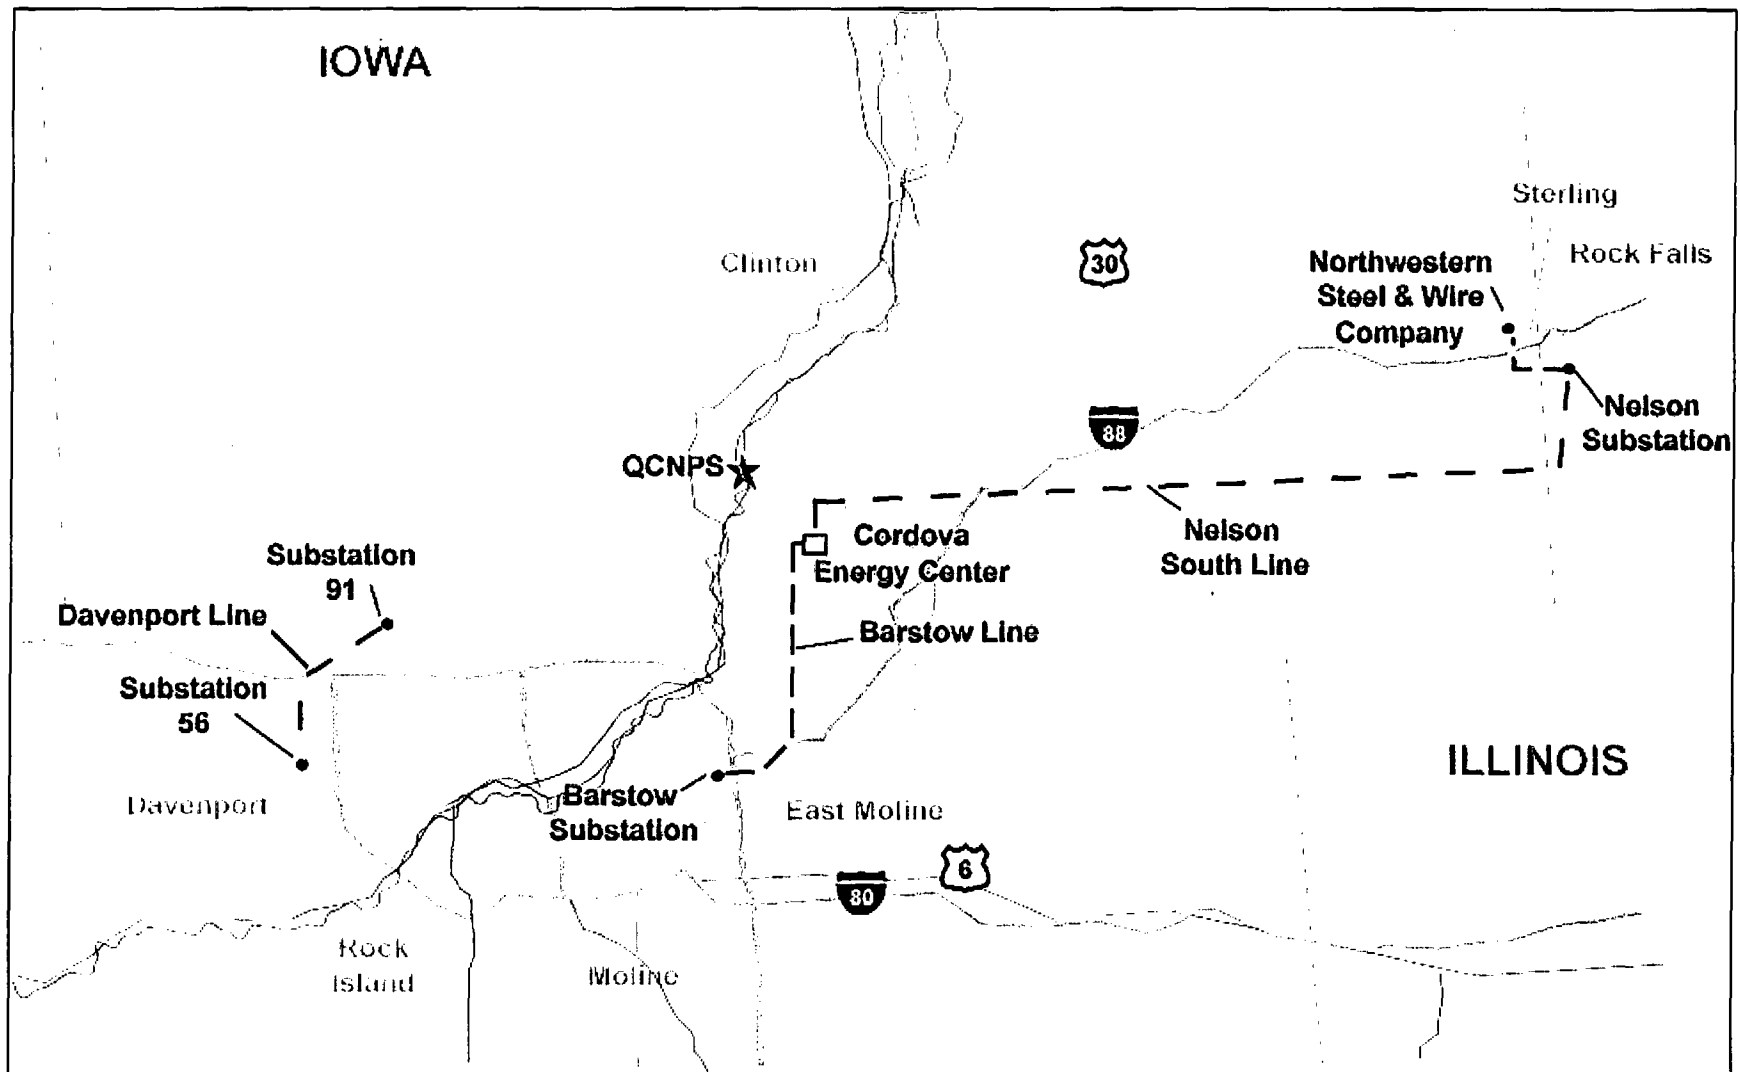 IOWA
Sterling
Clinton
30
Northwestern
Steel & Wire
Company
Rock Falls
88
Nelson
Substation
QCNPS
Nelson
South Line
Cordova
Energy Center
Substation
91
Davenport Line
Barstow Line
Substation
56
ILLINOIS
Davenport
Barstow
Substation
East Moline
6
80
Rock
Island
Moline